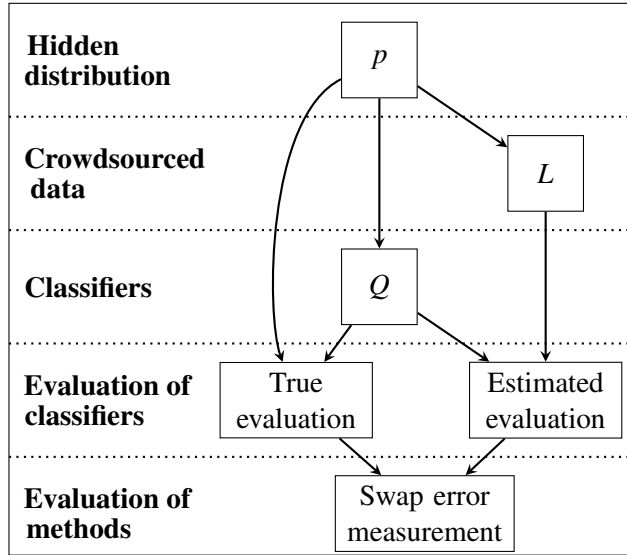 Hidden
distribution
p
Crowdsourced
data
L
Classifiers
Q
Evaluation of
classifiers
True
evaluation
Estimated
evaluation
Evaluation of
methods
Swap error
measurement